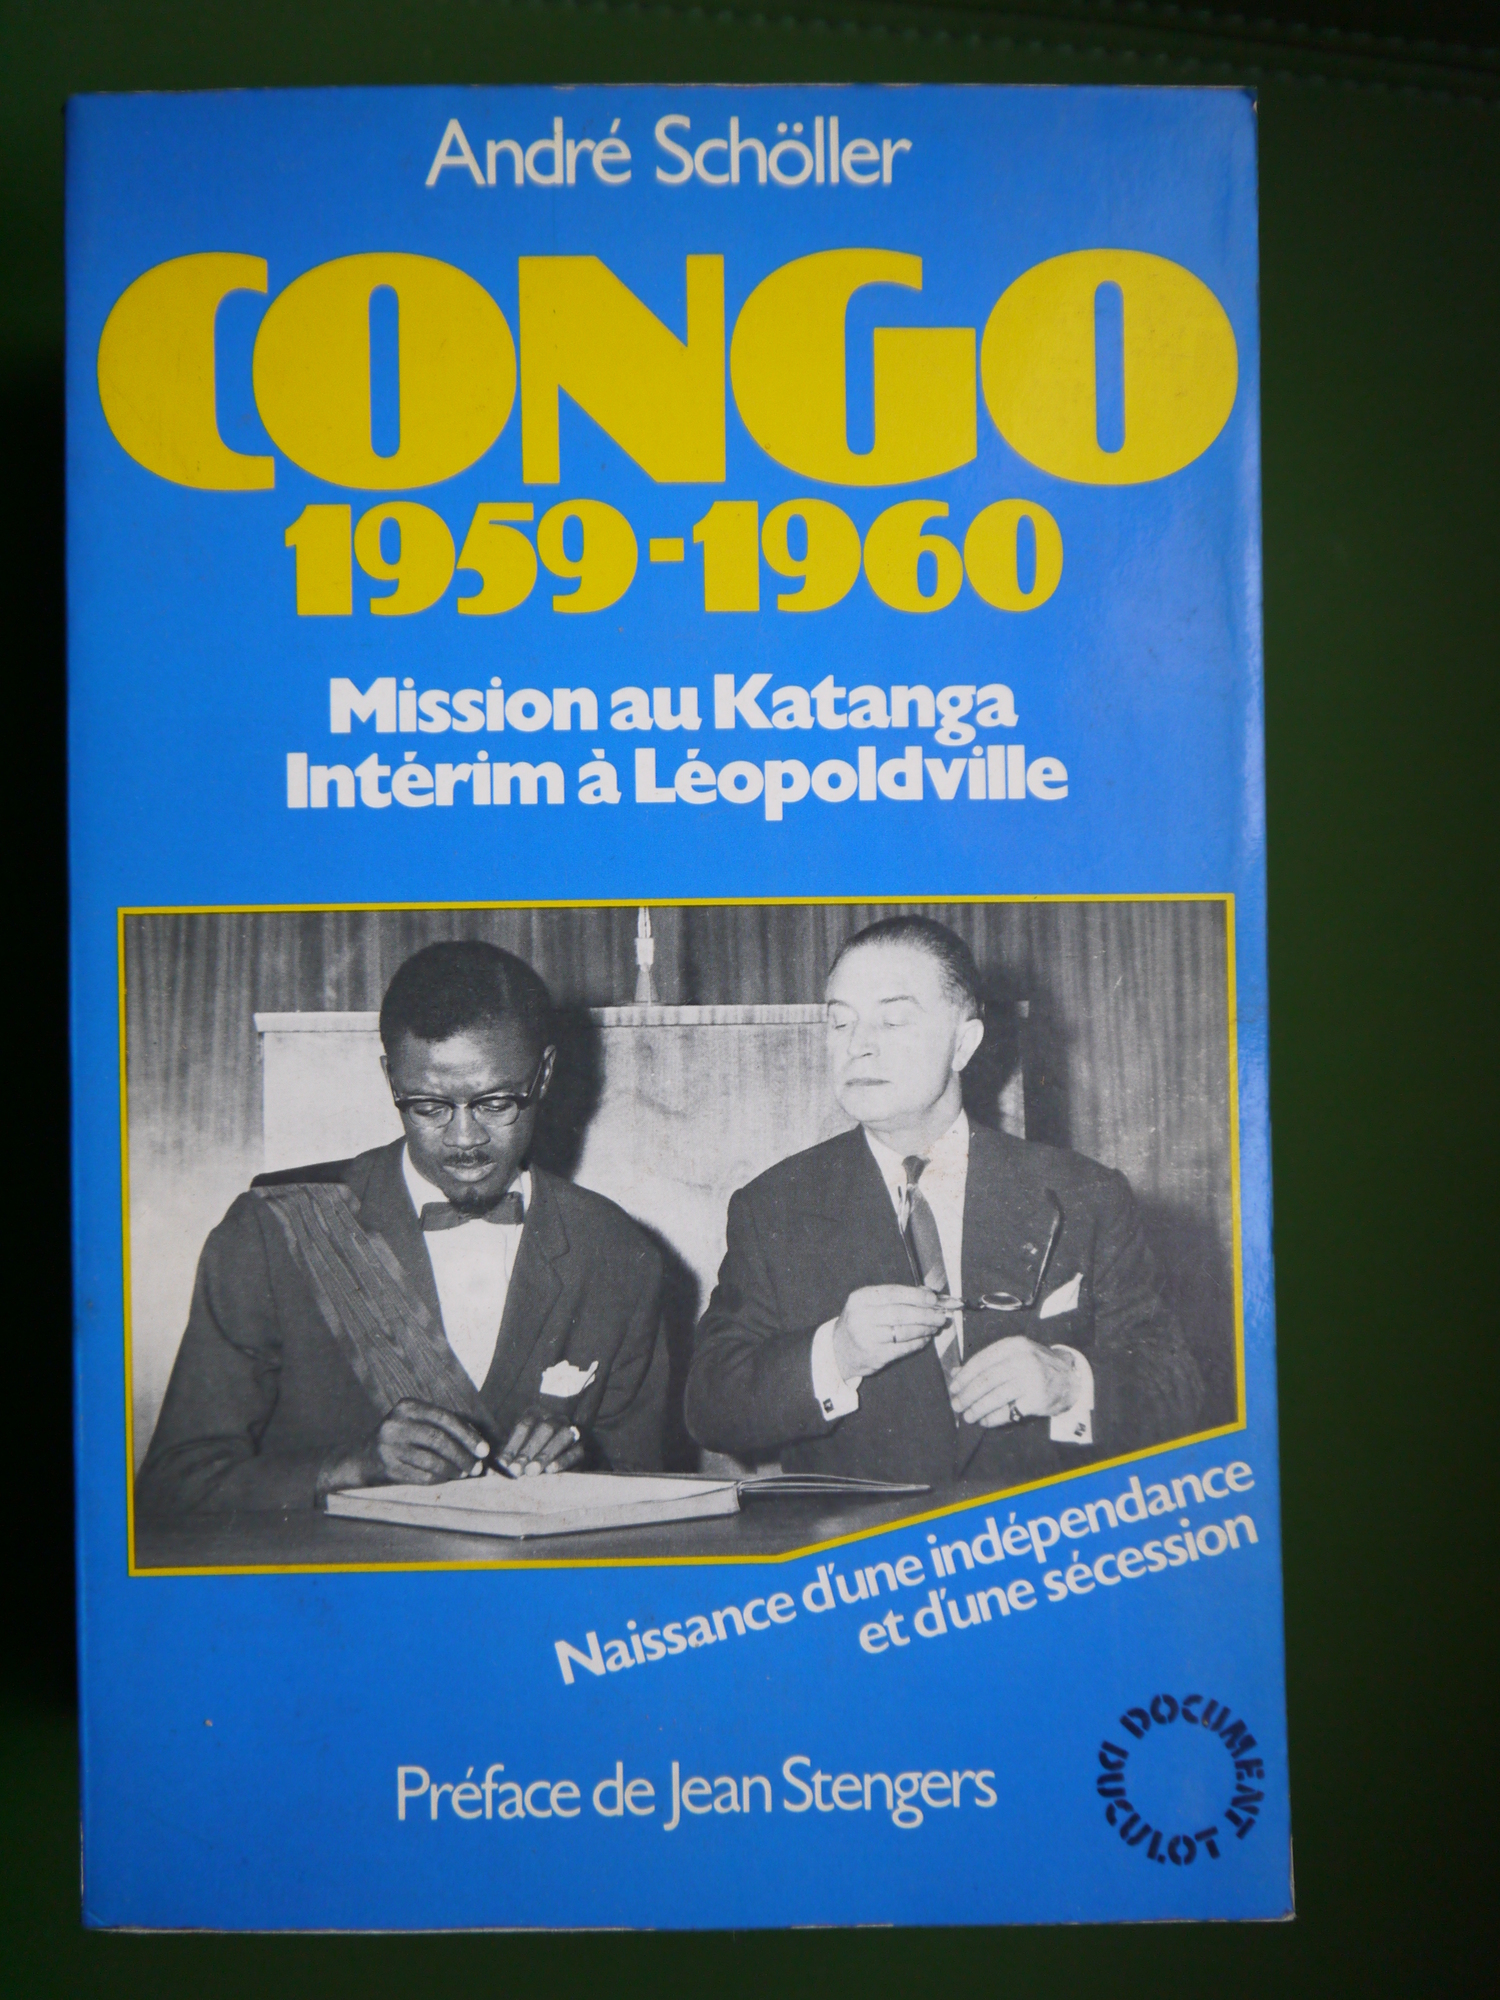 André Schöller
CONGO
1959-1960
Mission au Katanga
Intérim à Léopoldville
Naissance d'une indépendance
et d'une sécession
Préface de Jean Stengers
DOCUMENT
DUCULOT